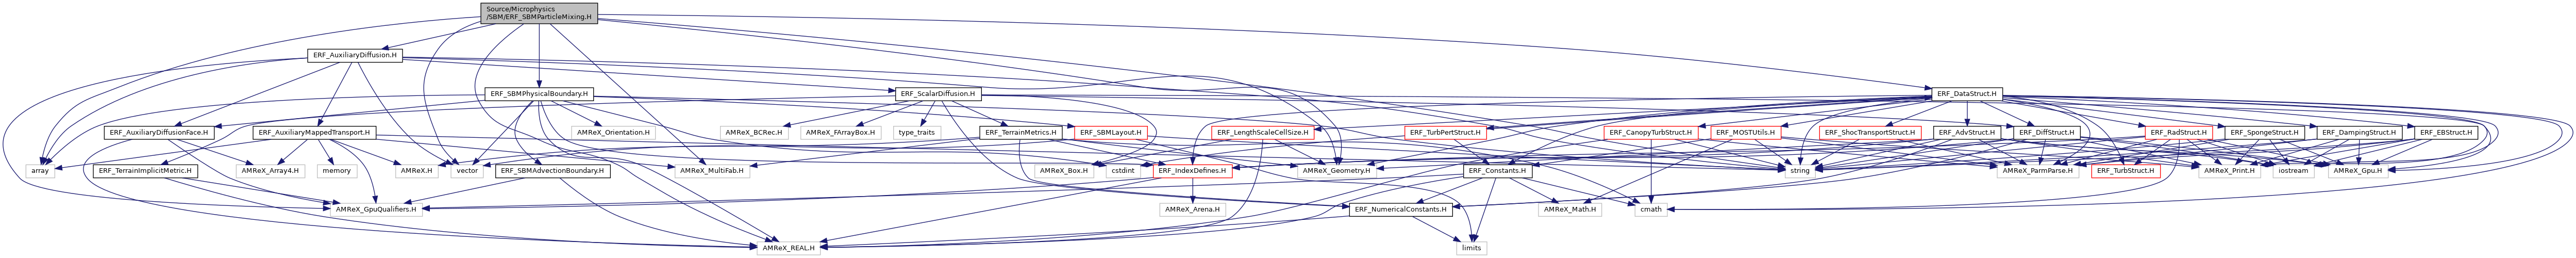 Source/Microphysics
/SBM/ERF_SBMParticleMixing.H
ERF_AuxiliaryDiffusion.H
ERF_SBMPhysicalBoundary.H
ERF_ScalarDiffusion.H
ERF_DataStruct.H
ERF_AuxiliaryDiffusionFace.H
ERF_AuxiliaryMappedTransport.H
AMReX_Orientation.H
AMReX_BCRec.H
AMReX_FArrayBox.H
type_traits
ERF_TerrainMetrics.H
ERF_SBMLayout.H
ERF_LengthScaleCellSize.H
ERF_TurbPertStruct.H
ERF_CanopyTurbStruct.H
ERF_MOSTUtils.H
ERF_ShocTransportStruct.H
ERF_AdvStruct.H
ERF_DiffStruct.H
ERF_RadStruct.H
ERF_SpongeStruct.H
ERF_DampingStruct.H
ERF_EBStruct.H
array
ERF_TerrainImplicitMetric.H
AMReX_Array4.H
memory
AMReX.H
vector
ERF_SBMAdvectionBoundary.H
AMReX_MultiFab.H
AMReX_Box.H
cstdint
ERF_IndexDefines.H
AMReX_Geometry.H
ERF_Constants.H
string
AMReX_ParmParse.H
ERF_TurbStruct.H
AMReX_Print.H
iostream
AMReX_Gpu.H
AMReX_GpuQualifiers.H
AMReX_Arena.H
ERF_NumericalConstants.H
AMReX_Math.H
cmath
AMReX_REAL.H
limits